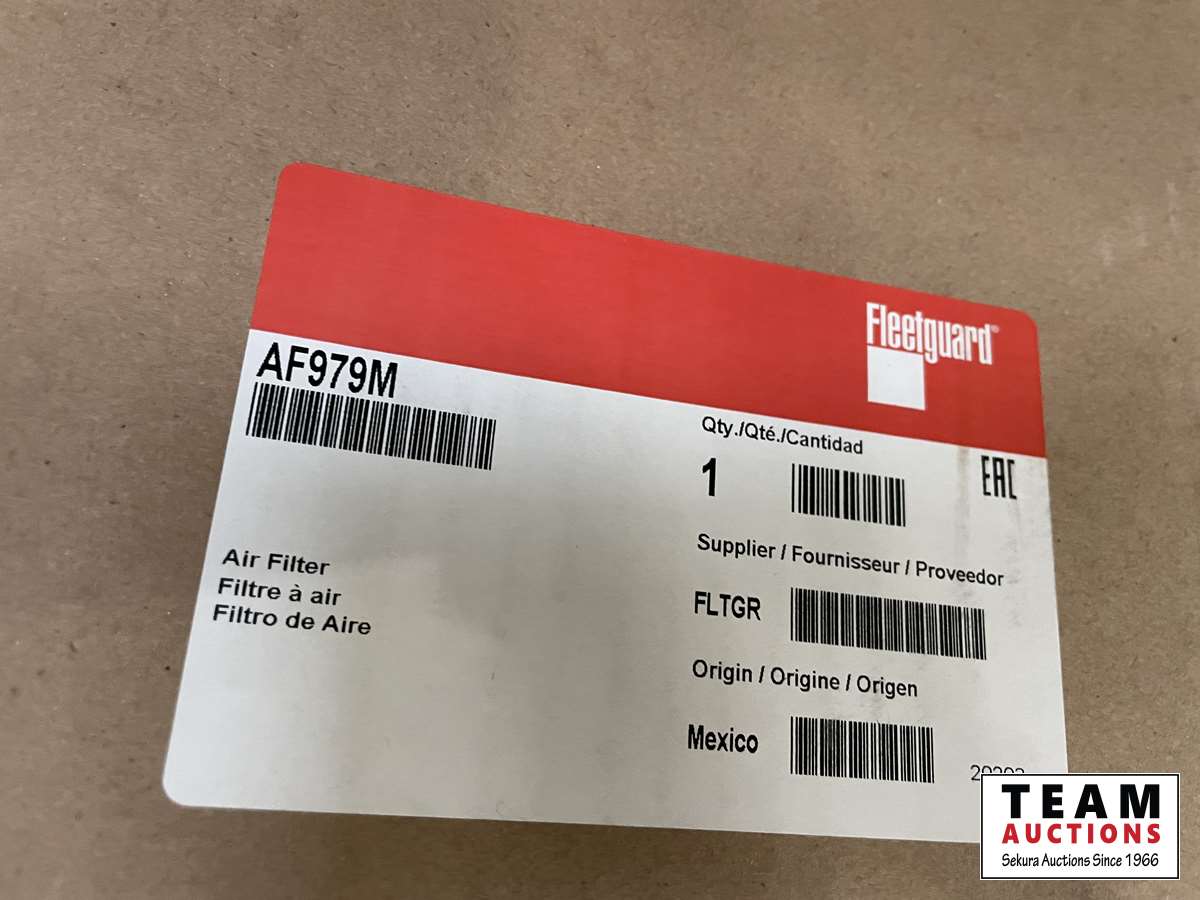 Fleetguard®
AF979M
Qty./Qté./Cantidad
1
EAC
Supplier / Fournisseur / Proveedor
Air Filter
Filtre à air
Filtro de Aire
FLTGR
Origin / Origine / Origen
Mexico
TEAM
AUCTIONS
Sekura Auctions Since 1966